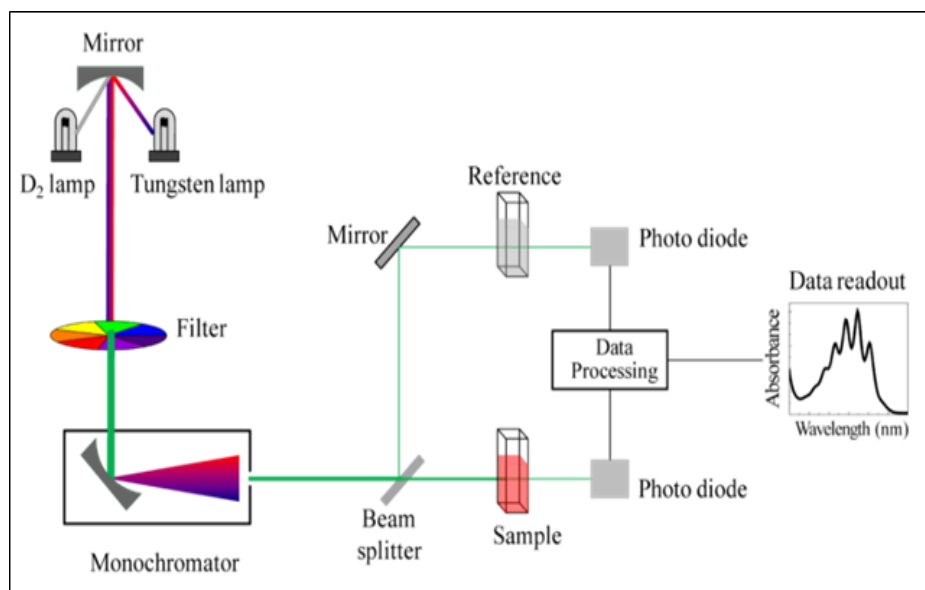 Mirror
D₂ lamp
Tungsten lamp
Filter
Monochromator
Mirror
Beam
splitter
Reference
Sample
Photo diode
Data
Processing
Photo diode
Data readout
Absorbance
Wavelength (nm)